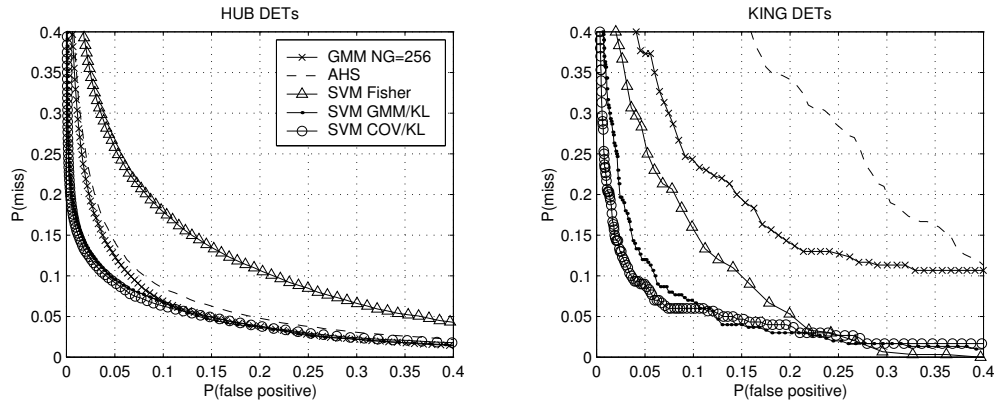 HUB DETs
0.4
0.35
0.3
0.25
0.2
0.15
0.1
0.05
0
P(miss)
GMM NG=256
AHS
SVM Fisher
SVM GMM/KL
SVM COV/KL
0 0.05 0.1 0.15 0.2 0.25 0.3 0.35 0.4
P(false positive)
KING DETs
0.4
0.35
0.3
0.25
0.2
0.15
0.1
0.05
0
P(miss)
0 0.05 0.1 0.15 0.2 0.25 0.3 0.35 0.4
P(false positive)